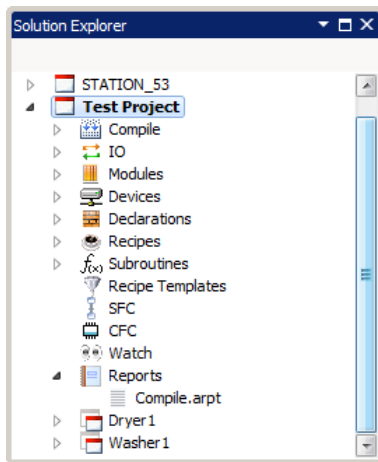 Solution Explorer
STATION_53
Test Project
Compile
IO
Modules
Devices
Declarations
Recipes
f(x) Subroutines
Recipe Templates
SFC
CFC
Watch
Reports
Compile.arpt
Dryer1
Washer1